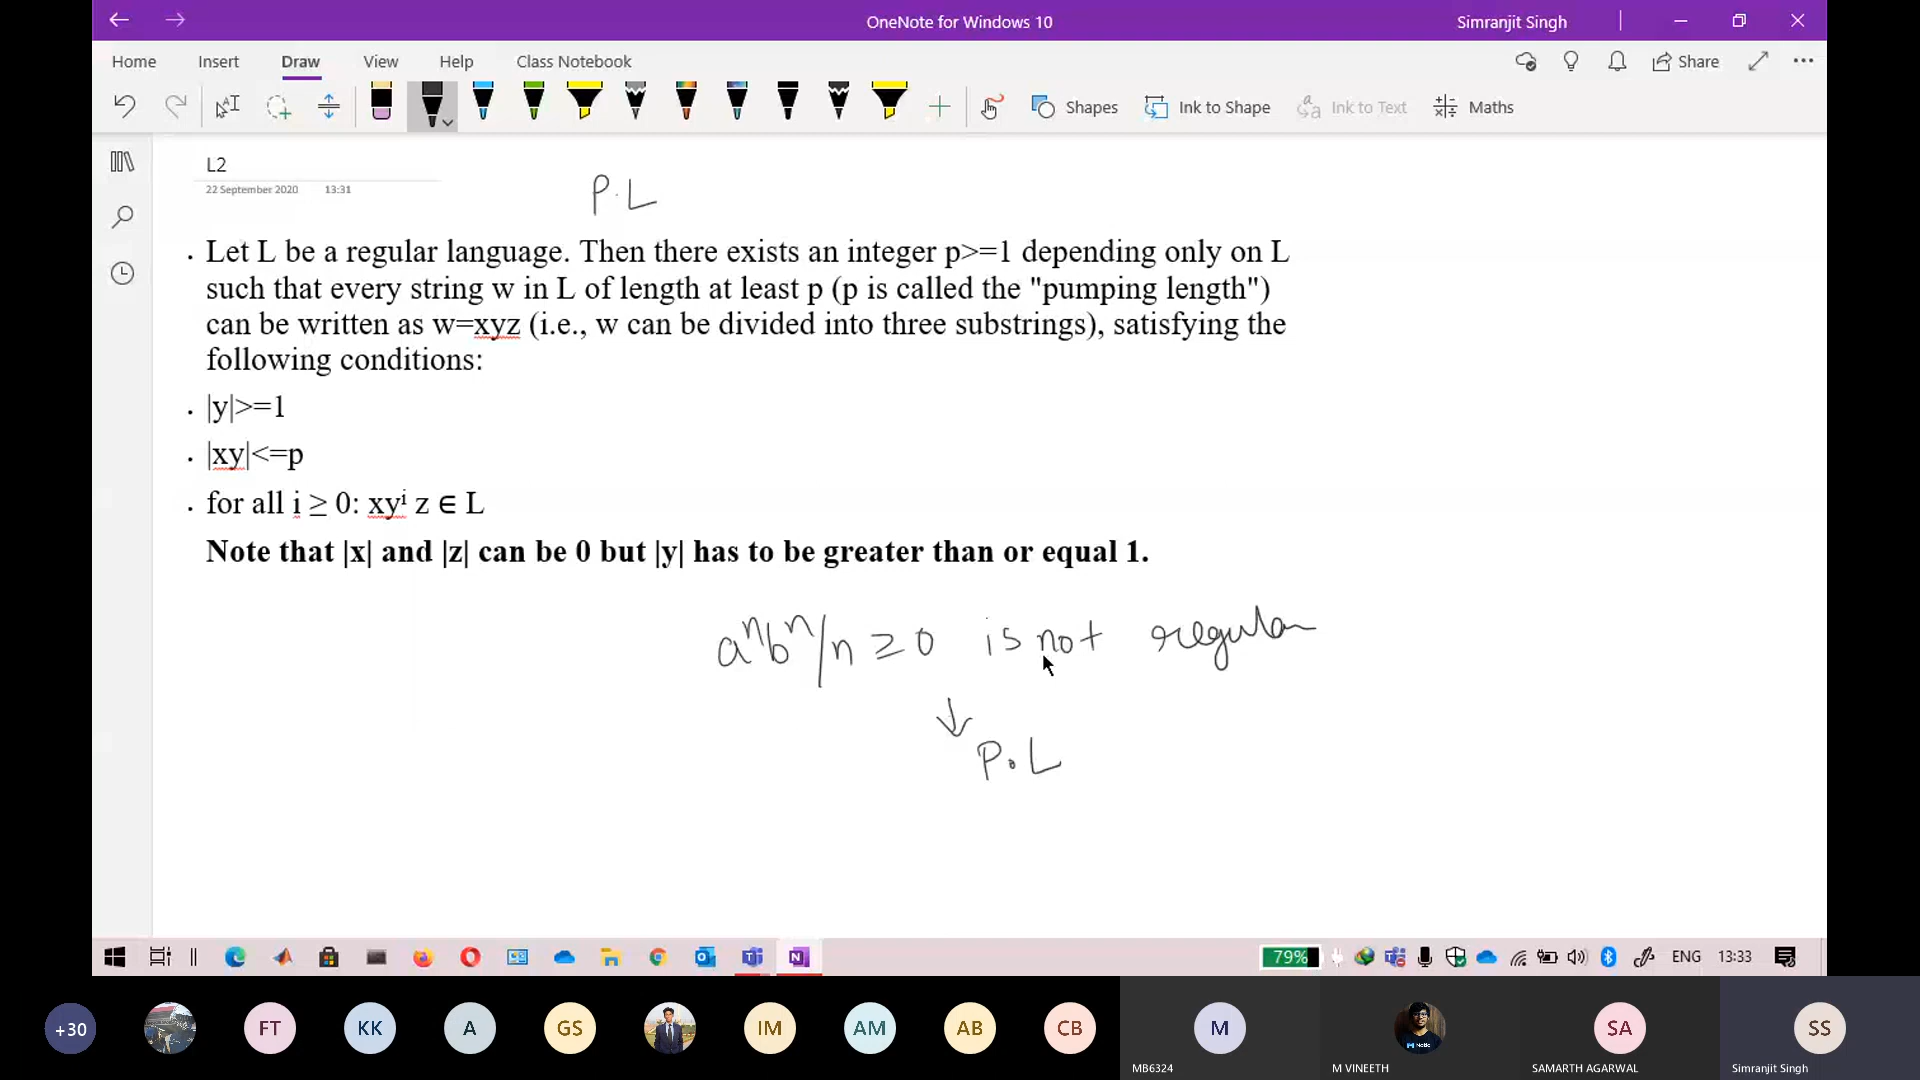 OneNote for Windows 10
Simranjit Singh
Home Insert Draw View Help Class Notebook
Share
Shapes Ink to Shape Ink to Text Maths
L2
22 September 2020 13:31
P.L
. Let L be a regular language. Then there exists an integer p>=1 depending only on L
such that every string w in L of length at least p (p is called the "pumping length")
can be written as w=xyz (i.e., w can be divided into three substrings), satisfying the
following conditions:
. |y|>=1
. |xy|<=p
. for all i ≥ 0: xyⁱ z ∈ L
Note that |x| and |z| can be 0 but |y| has to be greater than or equal 1.
aⁿbⁿ/n ≥ 0 is not regular
↓
P.L
79% ENG 13:33
+30 FT KK A GS IM AM AB CB M SA SS
MB6324 M VINEETH SAMARTH AGARWAL Simranjit Singh